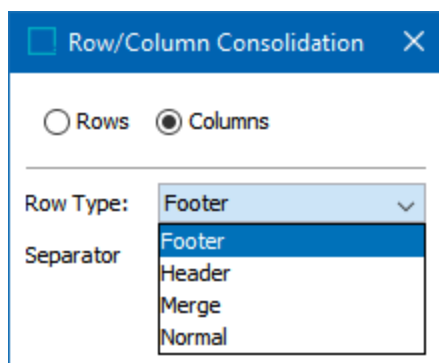 Row/Column Consolidation
Rows Columns
Row Type: Footer
Footer
Separator
Header
Merge
Normal